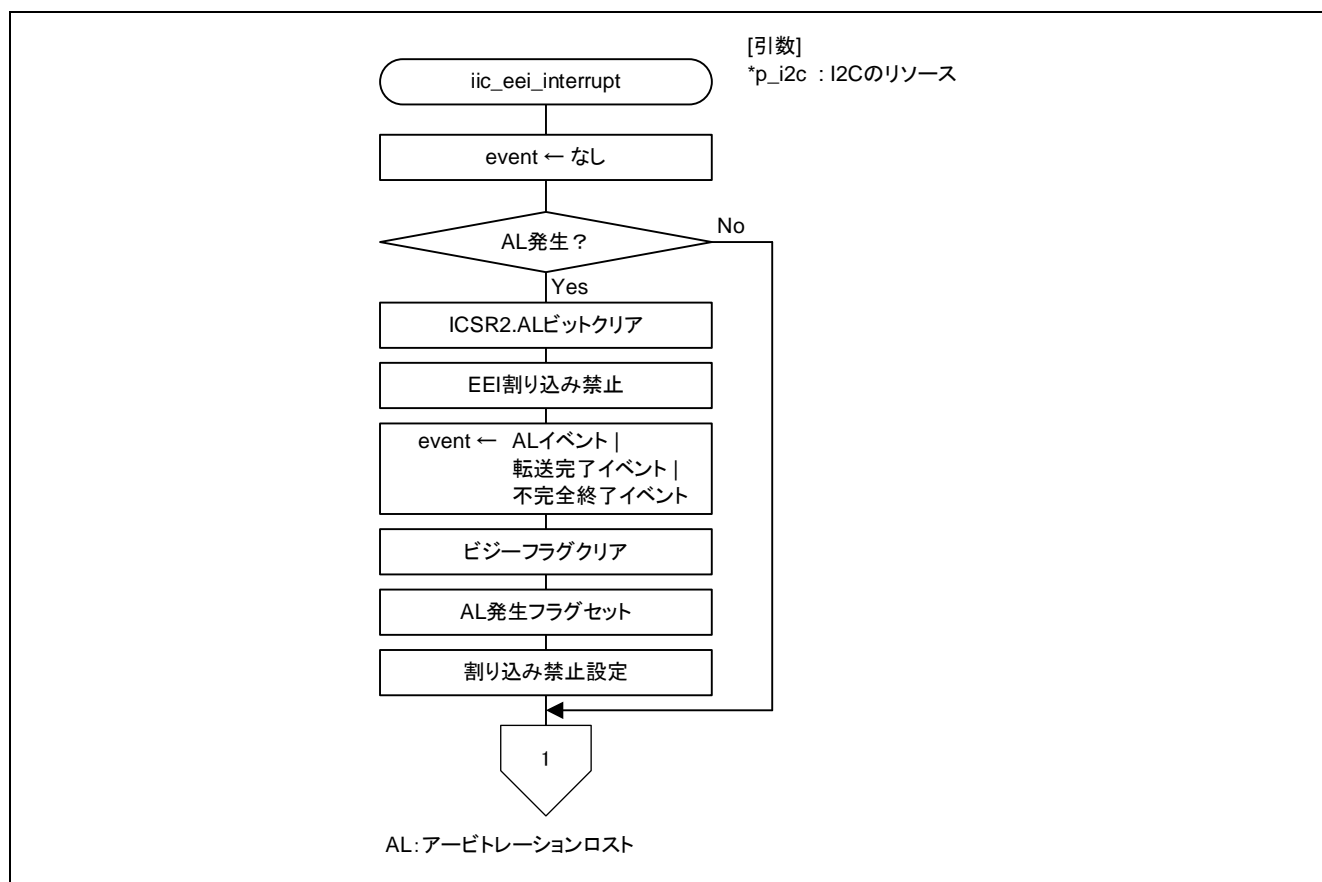 [引数]
*p_i2c : I2Cのリソース
iic_eei_interrupt
event ← なし
AL発生？
No
Yes
ICSR2.ALビットクリア
EEI割り込み禁止
event ← ALイベント |
転送完了イベント |
不完全終了イベント
ビジーフラグクリア
AL発生フラグセット
割り込み禁止設定
1
AL：アービトレーションロスト